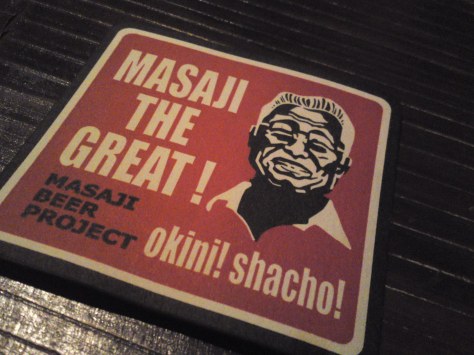 MASAJI
THE
GREAT!
MASAJI
BEER
PROJECT
okini! shacho!